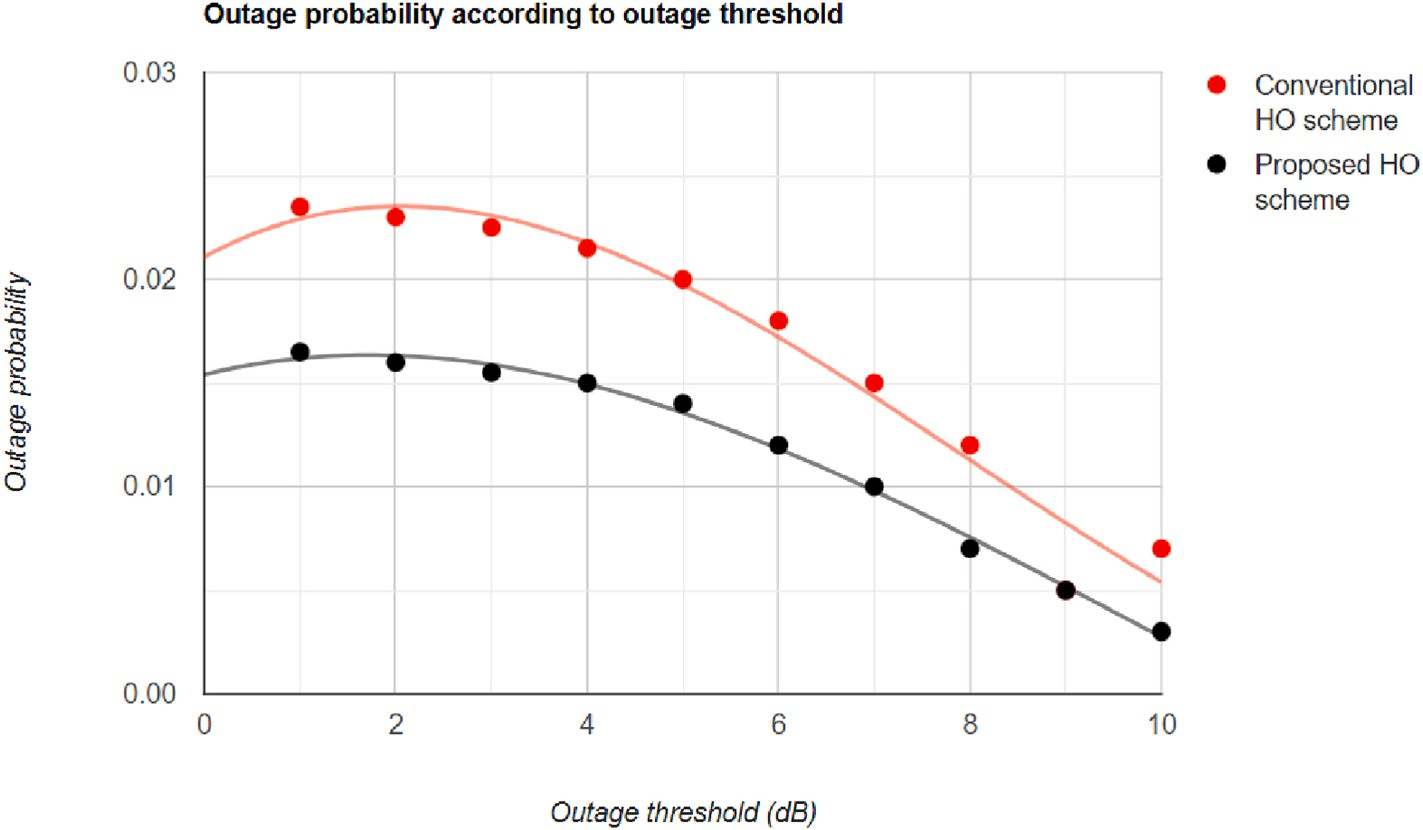 Outage probability according to outage threshold
0.03
0.02
0.01
0.00
Outage probability
0 2 4 6 8 10
Outage threshold (dB)
Conventional
HO scheme
Proposed HO
scheme